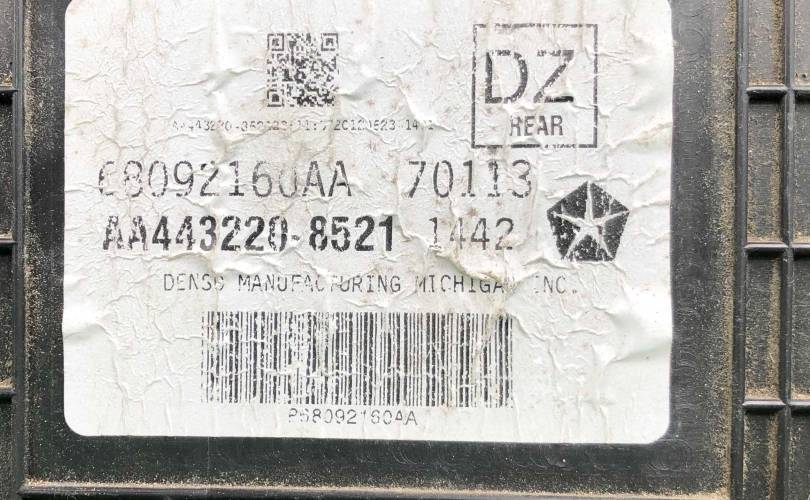 DZ
REAR
68092160AA 70113
AA443220-8521 1442
DENSO MANUFACTURING MICHIGAN INC.
P68092160AA